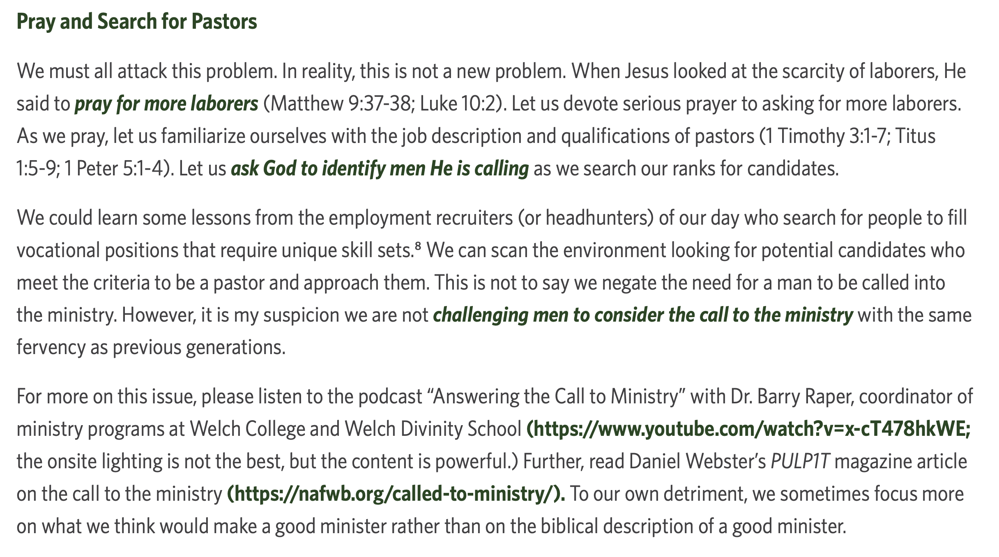 Pray and Search for Pastors
We must all attack this problem. In reality, this is not a new problem. When Jesus looked at the scarcity of laborers, He
said to pray for more laborers (Matthew 9:37-38; Luke 10:2). Let us devote serious prayer to asking for more laborers.
As we pray, let us familiarize ourselves with the job description and qualifications of pastors (1 Timothy 3:1-7; Titus
1:5-9; 1 Peter 5:1-4). Let us ask God to identify men He is calling as we search our ranks for candidates.
We could learn some lessons from the employment recruiters (or headhunters) of our day who search for people to fill
vocational positions that require unique skill sets.⁸ We can scan the environment looking for potential candidates who
meet the criteria to be a pastor and approach them. This is not to say we negate the need for a man to be called into
the ministry. However, it is my suspicion we are not challenging men to consider the call to the ministry with the same
fervency as previous generations.
For more on this issue, please listen to the podcast “Answering the Call to Ministry” with Dr. Barry Raper, coordinator of
ministry programs at Welch College and Welch Divinity School (https://www.youtube.com/watch?v=x-cT478hkWE;
the onsite lighting is not the best, but the content is powerful.) Further, read Daniel Webster’s PULP1T magazine article
on the call to the ministry (https://nafwb.org/called-to-ministry/). To our own detriment, we sometimes focus more
on what we think would make a good minister rather than on the biblical description of a good minister.